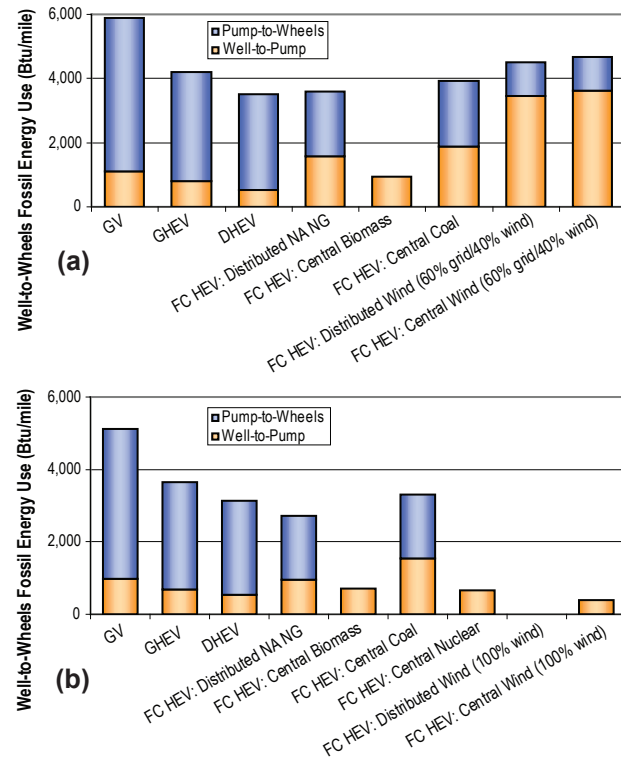 Well-to-Wheels Fossil Energy Use (Btu/mile)
6,000
4,000
2,000
0
Pump-to-Wheels
Well-to-Pump
GV
GHEV
DHEV
FC HEV: Distributed NA NG
FC HEV: Central Biomass
FC HEV: Central Coal
FC HEV: Distributed Wind (60% grid/40% wind)
FC HEV: Central Wind (60% grid/40% wind)
(a)
Well-to-Wheels Fossil Energy Use (Btu/mile)
6,000
4,000
2,000
0
Pump-to-Wheels
Well-to-Pump
GV
GHEV
DHEV
FC HEV: Distributed NA NG
FC HEV: Central Biomass
FC HEV: Central Coal
FC HEV: Central Nuclear
FC HEV: Distributed Wind (100% wind)
FC HEV: Central Wind (100% wind)
(b)